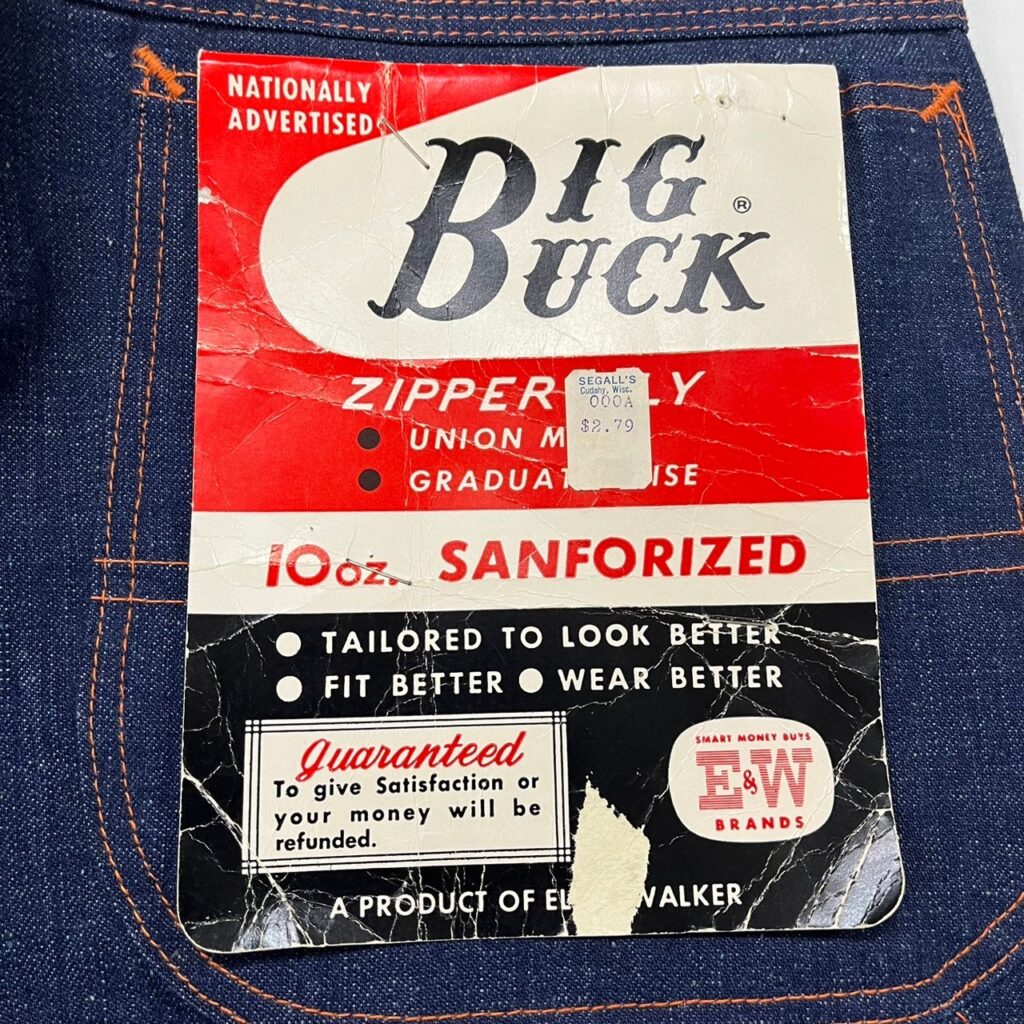 NATIONALLY
ADVERTISED
BIG
BUCK
®
ZIPPER LY
SEGALL'S
Cudahy, Wisc.
000A
$2.79
UNION M
GRADUAT ISE
10 oz. SANFORIZED
TAILORED TO LOOK BETTER
FIT BETTER WEAR BETTER
Guaranteed
To give Satisfaction or
your money will be
refunded.
SMART MONEY BUYS
E&W
BRANDS
A PRODUCT OF EL WALKER